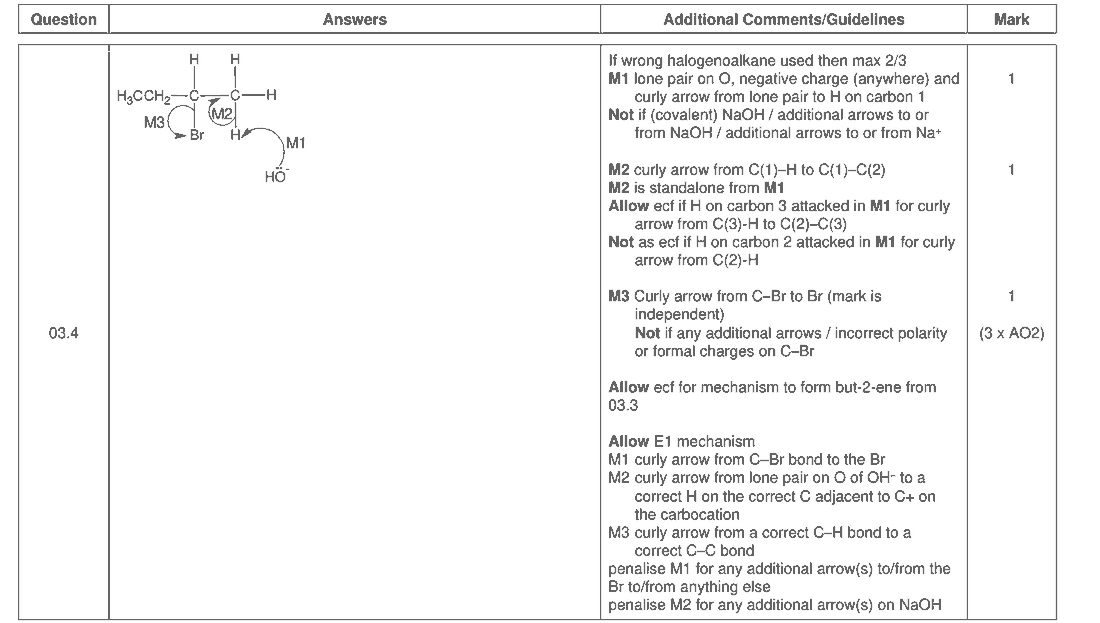 Question Answers Additional Comments/Guidelines Mark
H H
H₃CCH₂—C—C—H
M3 M2
Br H M1
HÖ⁻
03.4
If wrong halogenoalkane used then max 2/3
M1 lone pair on O, negative charge (anywhere) and 1
curly arrow from lone pair to H on carbon 1
Not if (covalent) NaOH / additional arrows to or
from NaOH / additional arrows to or from Na⁺
M2 curly arrow from C(1)–H to C(1)–C(2) 1
M2 is standalone from M1
Allow ecf if H on carbon 3 attacked in M1 for curly
arrow from C(3)-H to C(2)–C(3)
Not as ecf if H on carbon 2 attacked in M1 for curly
arrow from C(2)-H
M3 Curly arrow from C–Br to Br (mark is 1
independent)
Not if any additional arrows / incorrect polarity (3 x AO2)
or formal charges on C–Br
Allow ecf for mechanism to form but-2-ene from
03.3
Allow E1 mechanism
M1 curly arrow from C–Br bond to the Br
M2 curly arrow from lone pair on O of OH⁻ to a
correct H on the correct C adjacent to C+ on
the carbocation
M3 curly arrow from a correct C–H bond to a
correct C–C bond
penalise M1 for any additional arrow(s) to/from the
Br to/from anything else
penalise M2 for any additional arrow(s) on NaOH